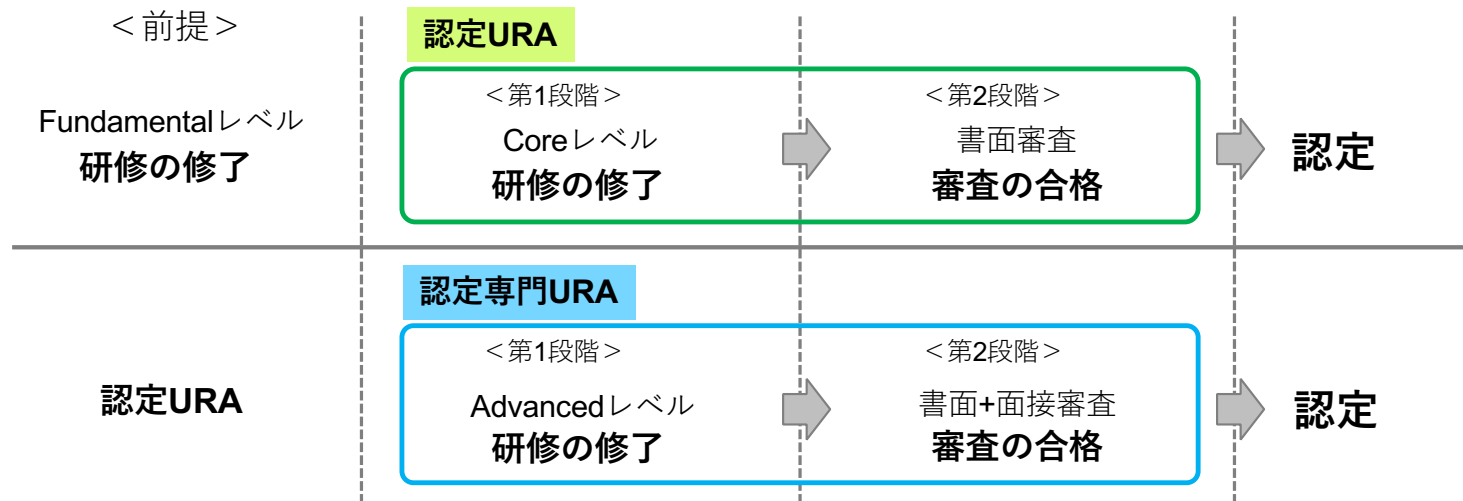 ＜前提＞
Fundamentalレベル
研修の修了
認定URA
＜第1段階＞
Coreレベル
研修の修了
＜第2段階＞
書面審査
審査の合格
認定
認定URA
認定専門URA
＜第1段階＞
Advancedレベル
研修の修了
＜第2段階＞
書面+面接審査
審査の合格
認定